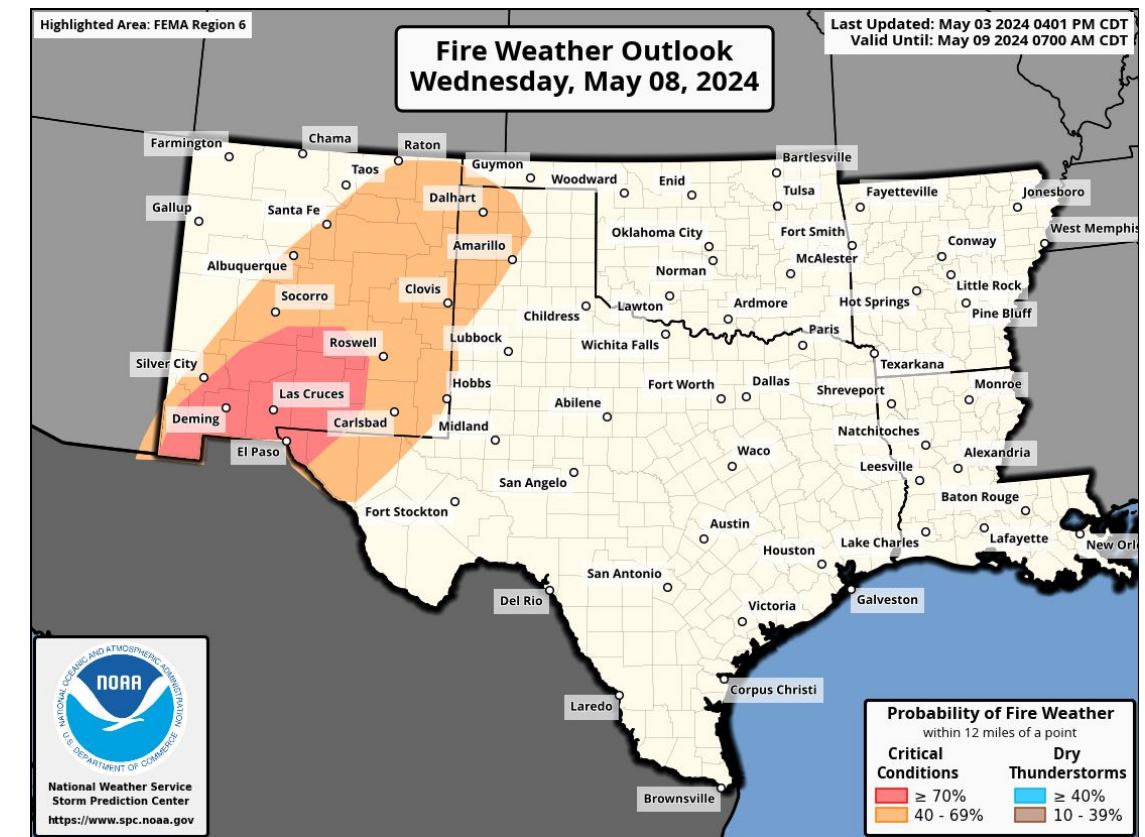 Highlighted Area: FEMA Region 6
Last Updated: May 03 2024 0401 PM CDT
Valid Until: May 09 2024 0700 AM CDT
Fire Weather Outlook
Wednesday, May 08, 2024
Farmington
Chama
Raton
Taos
Guymon
Woodward
Enid
Bartlesville
Tulsa
Fayetteville
Jonesboro
Gallup
Santa Fe
Dalhart
Oklahoma City
Fort Smith
West Memphis
Albuquerque
Amarillo
Norman
McAlester
Conway
Socorro
Clovis
Childress
Lawton
Ardmore
Hot Springs
Little Rock
Pine Bluff
Roswell
Lubbock
Wichita Falls
Paris
Texarkana
Silver City
Las Cruces
Hobbs
Fort Worth
Dallas
Shreveport
Monroe
Deming
Carlsbad
Midland
Abilene
Natchitoches
El Paso
San Angelo
Waco
Leesville
Alexandria
Fort Stockton
Austin
Baton Rouge
Houston
Lake Charles
Lafayette
New Orl
Del Rio
San Antonio
Galveston
Victoria
Laredo
Corpus Christi
Brownsville
NATIONAL OCEANIC AND ATMOSPHERIC ADMINISTRATION
NOAA
U.S. DEPARTMENT OF COMMERCE
National Weather Service
Storm Prediction Center
https://www.spc.noaa.gov
Probability of Fire Weather
within 12 miles of a point
Critical
Conditions
≥ 70%
40 - 69%
Dry
Thunderstorms
≥ 40%
10 - 39%